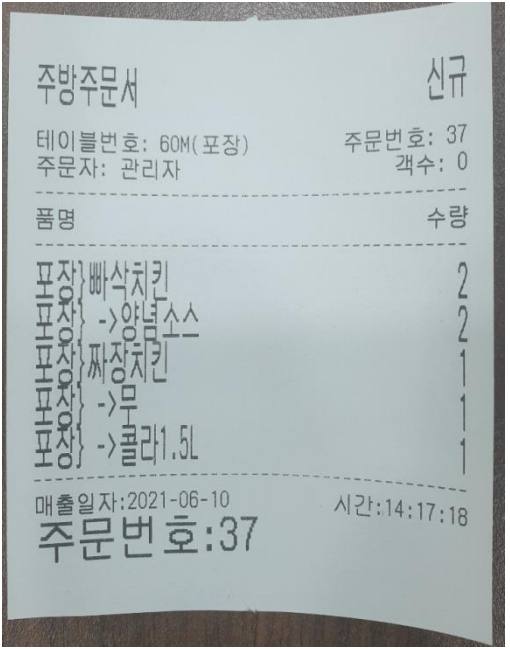 주방주문서 신규
테이블번호: 60M(포장) 주문번호: 37
주문자: 관리자 객수: 0
품명 수량
포장}빠삭치킨 2
포장} ->양념소스 2
포장}짜장치킨 1
포장} ->무 1
포장} ->콜라1.5L 1
매출일자:2021-06-10 시간:14:17:18
주문번호:37